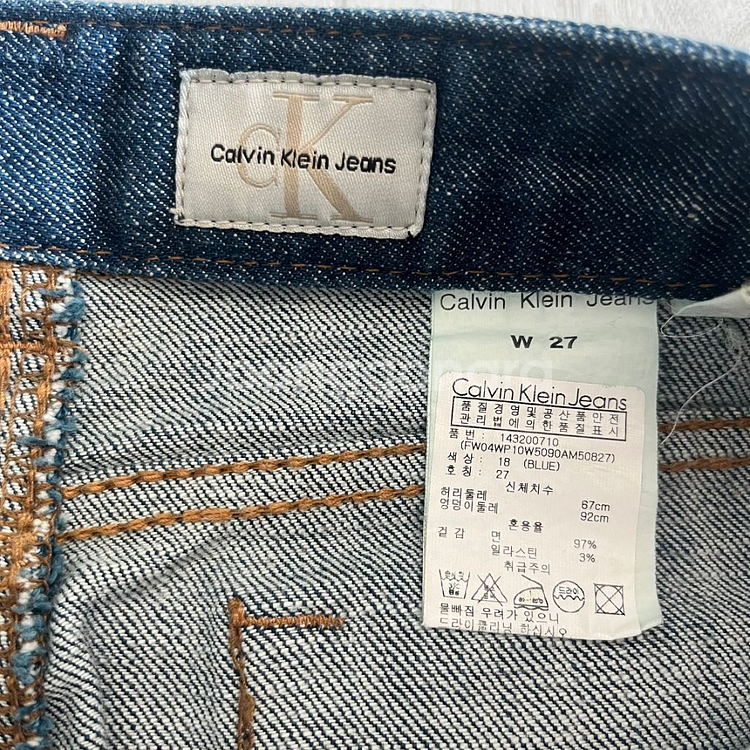 CK
Calvin Klein Jeans
Calvin Klein Jeans
W 27
Calvin Klein Jeans
품질경영및공산품안전
관리법에의한품질표시
품 번 : 143200710
(FW04WP10W5090AM50827)
색 상 : 18 (BLUE)
호 칭 : 27
신체치수
허리둘레 67cm
엉덩이둘레 92cm
혼용율
겉 감 면 97%
일라스틴 3%
취급주의
드라이
물빠짐 우려가 있으니
드라이클리닝 하십시오